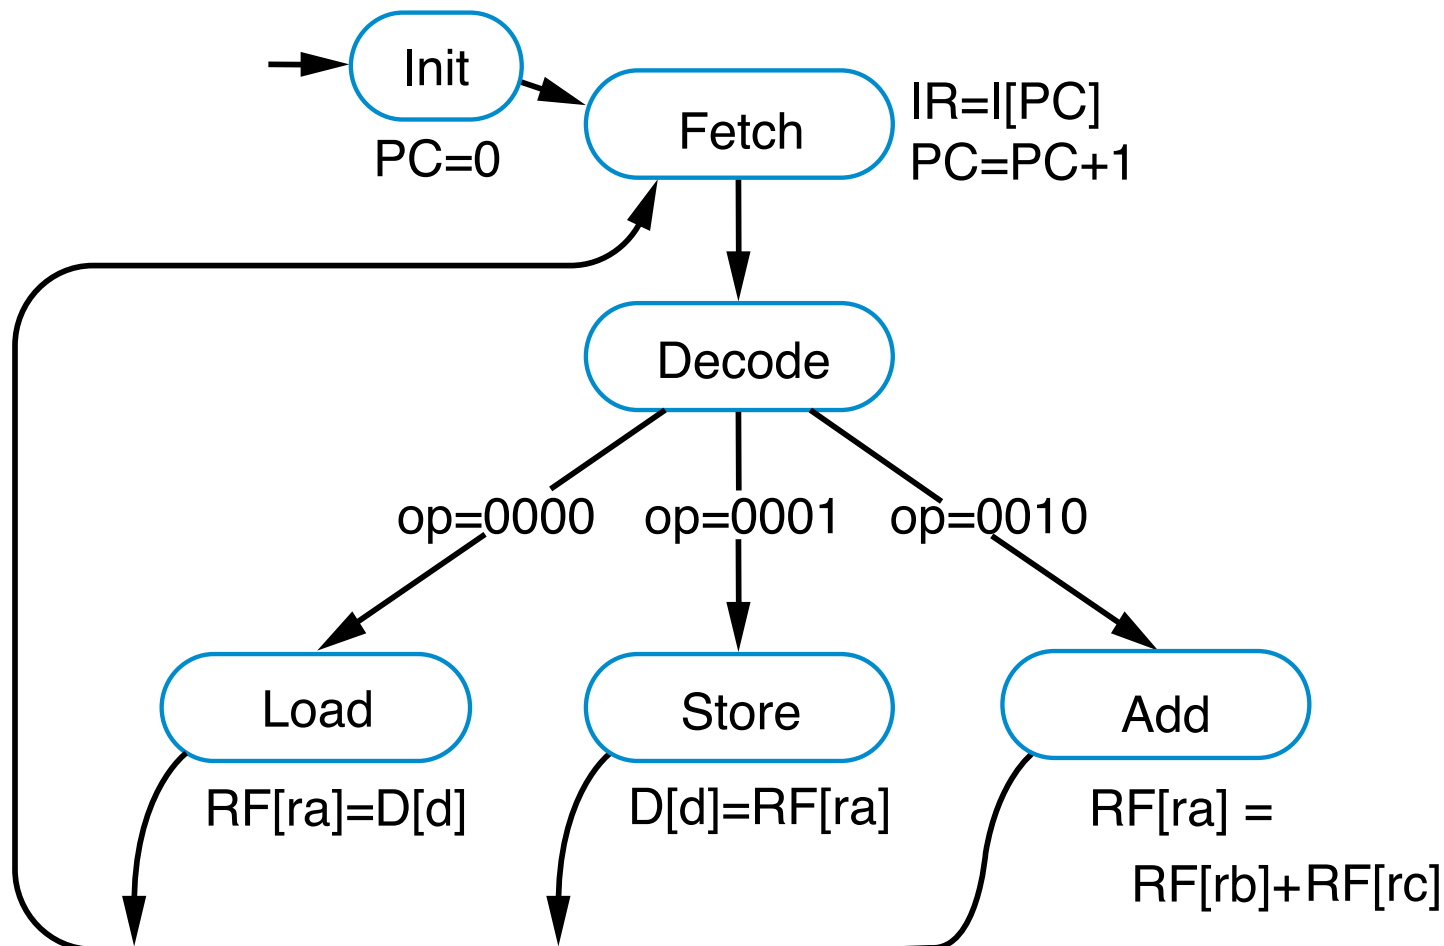 Init
PC=0
Fetch
IR=I[PC]
PC=PC+1
Decode
op=0000
op=0001
op=0010
Load
Store
Add
RF[ra]=D[d]
D[d]=RF[ra]
RF[ra] =
RF[rb]+RF[rc]